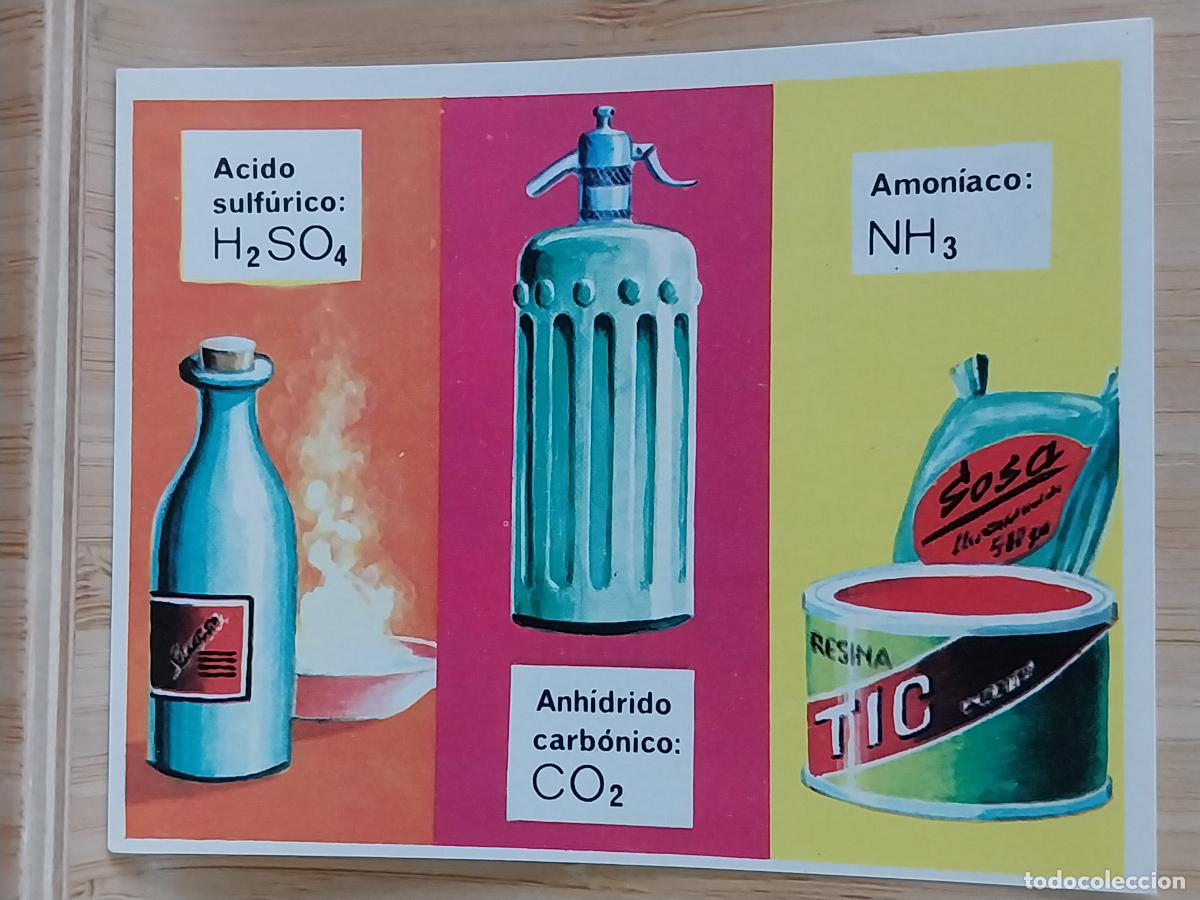 Acido
sulfúrico:
H₂SO₄
Anhídrido
carbónico:
CO₂
Amoníaco:
NH₃
Sosa
RESINA
TIC
todocoleccion